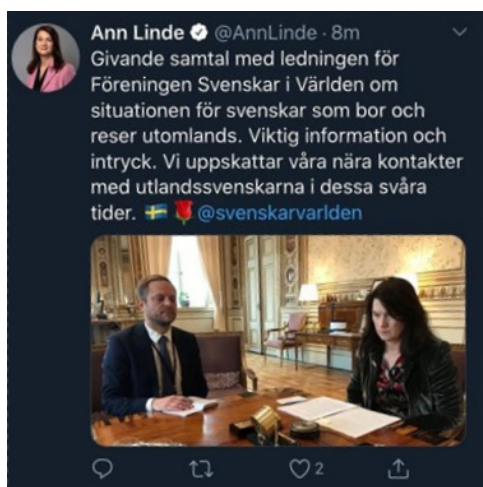 Ann Linde @AnnLinde · 8m
Givande samtal med ledningen för
Föreningen Svenskar i Världen om
situationen för svenskar som bor och
reser utomlands. Viktig information och
intryck. Vi uppskattar våra nära kontakter
med utlandssvenskarna i dessa svåra
tider. 🇸🇪🌹@svenskarvarlden
2